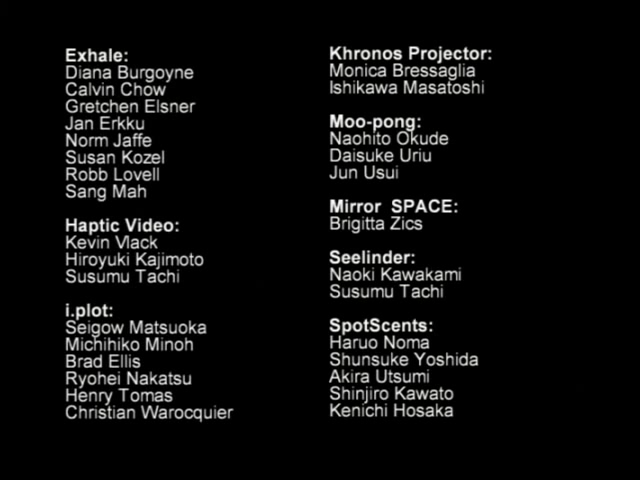 Exhale:
Diana Burgoyne
Calvin Chow
Gretchen Elsner
Jan Erkku
Norm Jaffe
Susan Kozel
Robb Lovell
Sang Mah
Haptic Video:
Kevin Vlack
Hiroyuki Kajimoto
Susumu Tachi
i.plot:
Seigow Matsuoka
Michihiko Minoh
Brad Ellis
Ryohei Nakatsu
Henry Tomas
Christian Warocquier
Khronos Projector:
Monica Bressaglia
Ishikawa Masatoshi
Moo-pong:
Naohito Okude
Daisuke Uriu
Jun Usui
Mirror SPACE:
Brigitta Zics
Seelinder:
Naoki Kawakami
Susumu Tachi
SpotScents:
Haruo Noma
Shunsuke Yoshida
Akira Utsumi
Shinjiro Kawato
Kenichi Hosaka